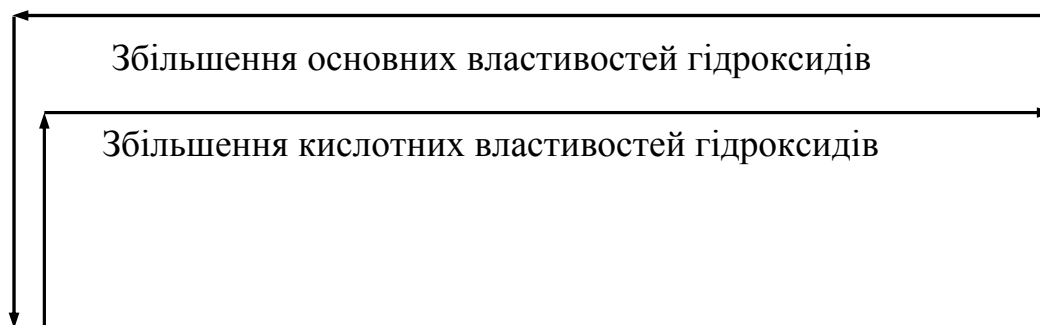 Збільшення основних властивостей гідроксидів
Збільшення кислотних властивостей гідроксидів